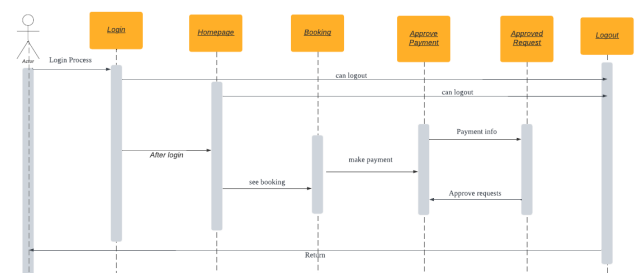 Login
Homepage
Booking
Approve
Payment
Approved
Request
Logout
Actor
Login Process
can logout
can logout
Payment info
After login
make payment
see booking
Approve requests
Return